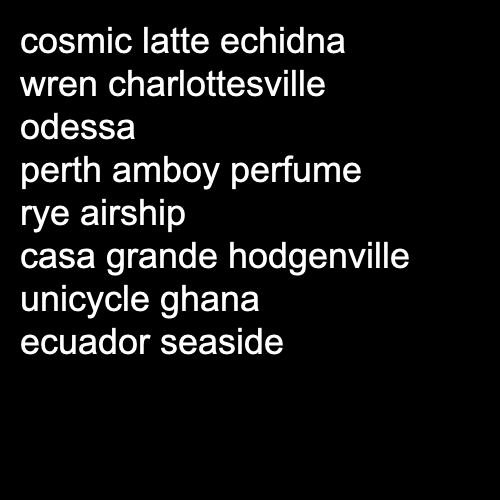 cosmic latte echidna
wren charlottesville
odessa
perth amboy perfume
rye airship
casa grande hodgenville
unicycle ghana
ecuador seaside